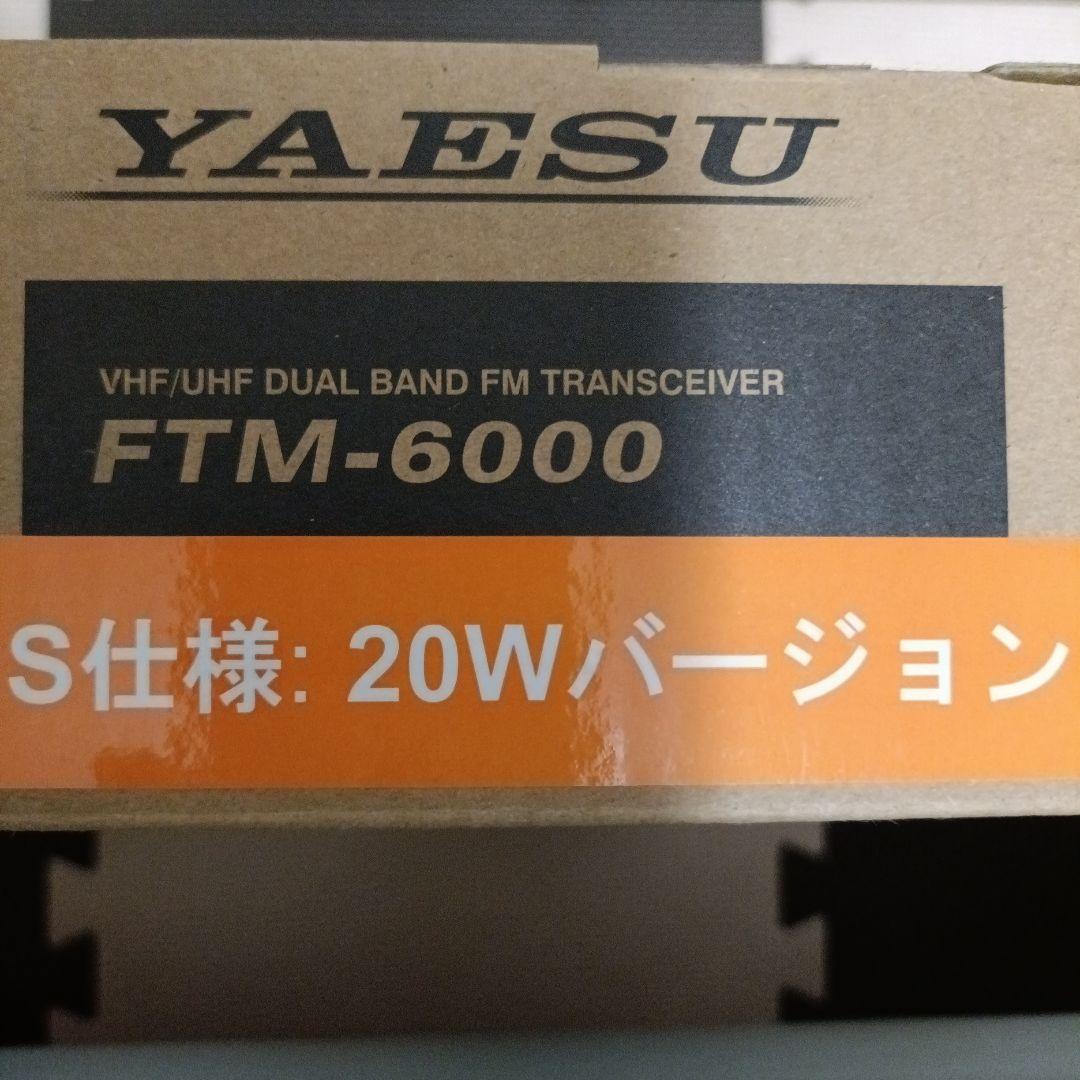 YAESU
VHF/UHF DUAL BAND FM TRANSCEIVER
FTM-6000
S仕様: 20Wバージョン